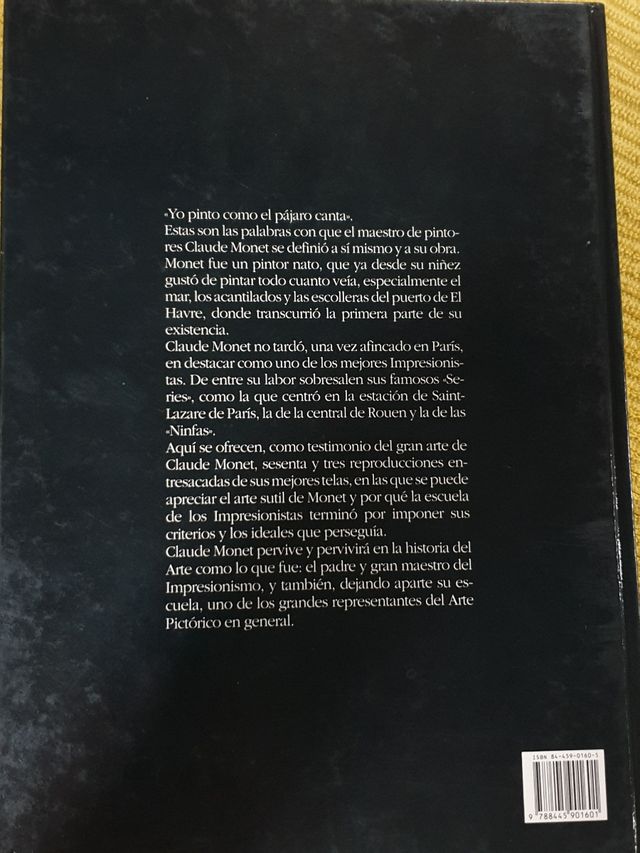 «Yo pinto como el pájaro canta».
Estas son las palabras con que el maestro de pinto-
res Claude Monet se definió a sí mismo y a su obra.
Monet fue un pintor nato, que ya desde su niñez
gustó de pintar todo cuanto veía, especialmente el
mar, los acantilados y las escolleras del puerto de El
Havre, donde transcurrió la primera parte de su
existencia.
Claude Monet no tardó, una vez afincado en París,
en destacar como uno de los mejores Impresionis-
tas. De entre su labor sobresalen sus famosos «Se-
ries», como la que centró en la estación de Saint-
Lazare de París, la de la central de Rouen y la de las
«Ninfas».
Aquí se ofrecen, como testimonio del gran arte de
Claude Monet, sesenta y tres reproducciones en-
tresacadas de sus mejores telas, en las que se puede
apreciar el arte sutil de Monet y por qué la escuela
de los Impresionistas terminó por imponer sus
criterios y los ideales que perseguía.
Claude Monet pervive y pervivirá en la historia del
Arte como lo que fue: el padre y gran maestro del
Impresionismo, y también, dejando aparte su es-
cuela, uno de los grandes representantes del Arte
Pictórico en general.
ISBN 84-459-0160-5
9 788445 901601